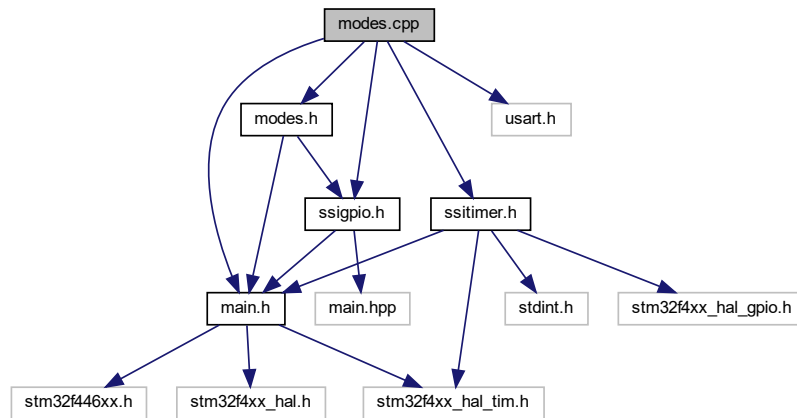 modes.cpp
modes.h
usart.h
ssigpio.h
ssitimer.h
main.h
main.hpp
stdint.h
stm32f4xx_hal_gpio.h
stm32f446xx.h
stm32f4xx_hal.h
stm32f4xx_hal_tim.h